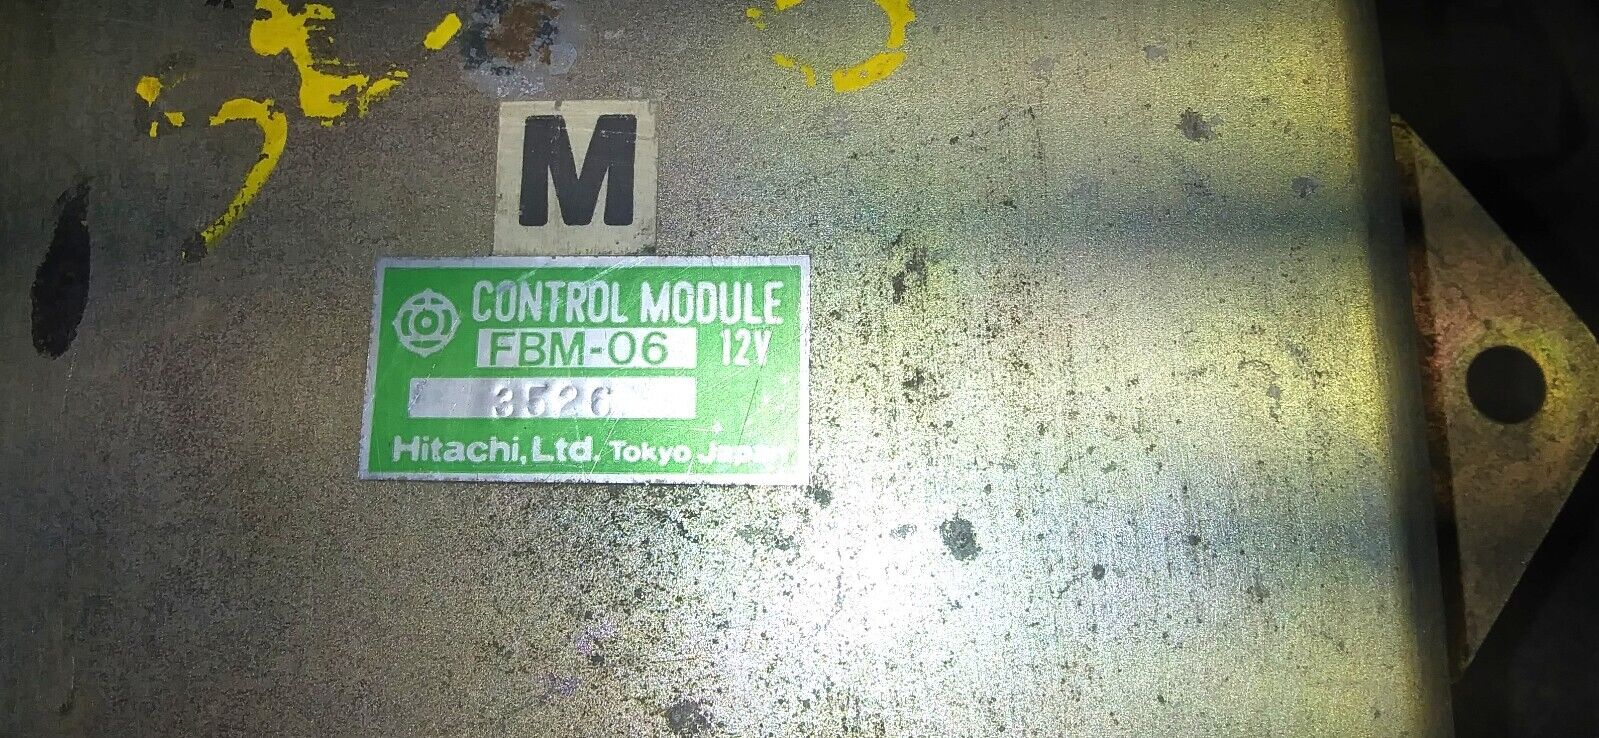 M
CONTROL MODULE
FBM-06 12V
3526
Hitachi, Ltd. Tokyo Japan